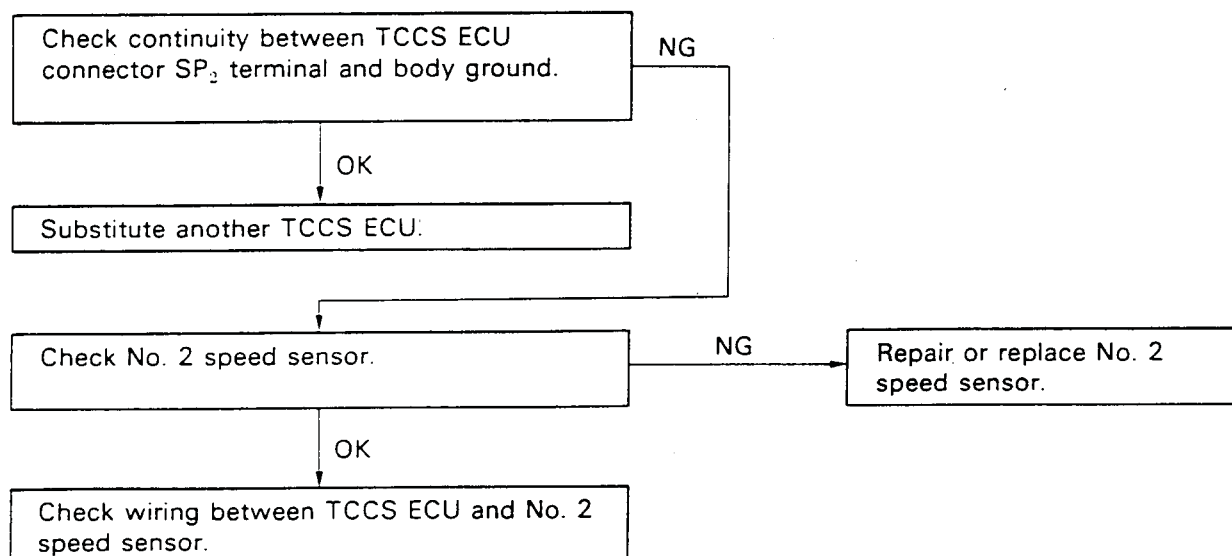 Check continuity between TCCS ECU
connector SP₂ terminal and body ground.
NG
OK
Substitute another TCCS ECU.
Check No. 2 speed sensor.
NG
Repair or replace No. 2
speed sensor.
OK
Check wiring between TCCS ECU and No. 2
speed sensor.